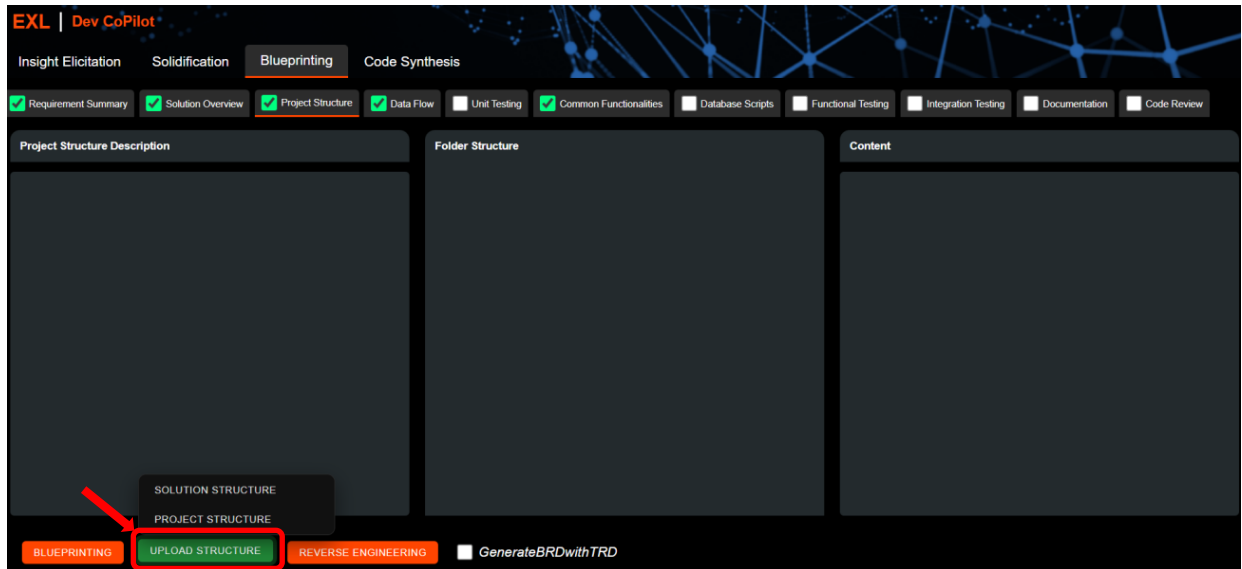 EXL | Dev CoPilot
Insight Elicitation Solidification Blueprinting Code Synthesis
Requirement Summary Solution Overview Project Structure Data Flow Unit Testing Common Functionalities Database Scripts Functional Testing Integration Testing Documentation Code Review
Project Structure Description Folder Structure Content
SOLUTION STRUCTURE
PROJECT STRUCTURE
BLUEPRINTING UPLOAD STRUCTURE REVERSE ENGINEERING GenerateBRDwithTRD